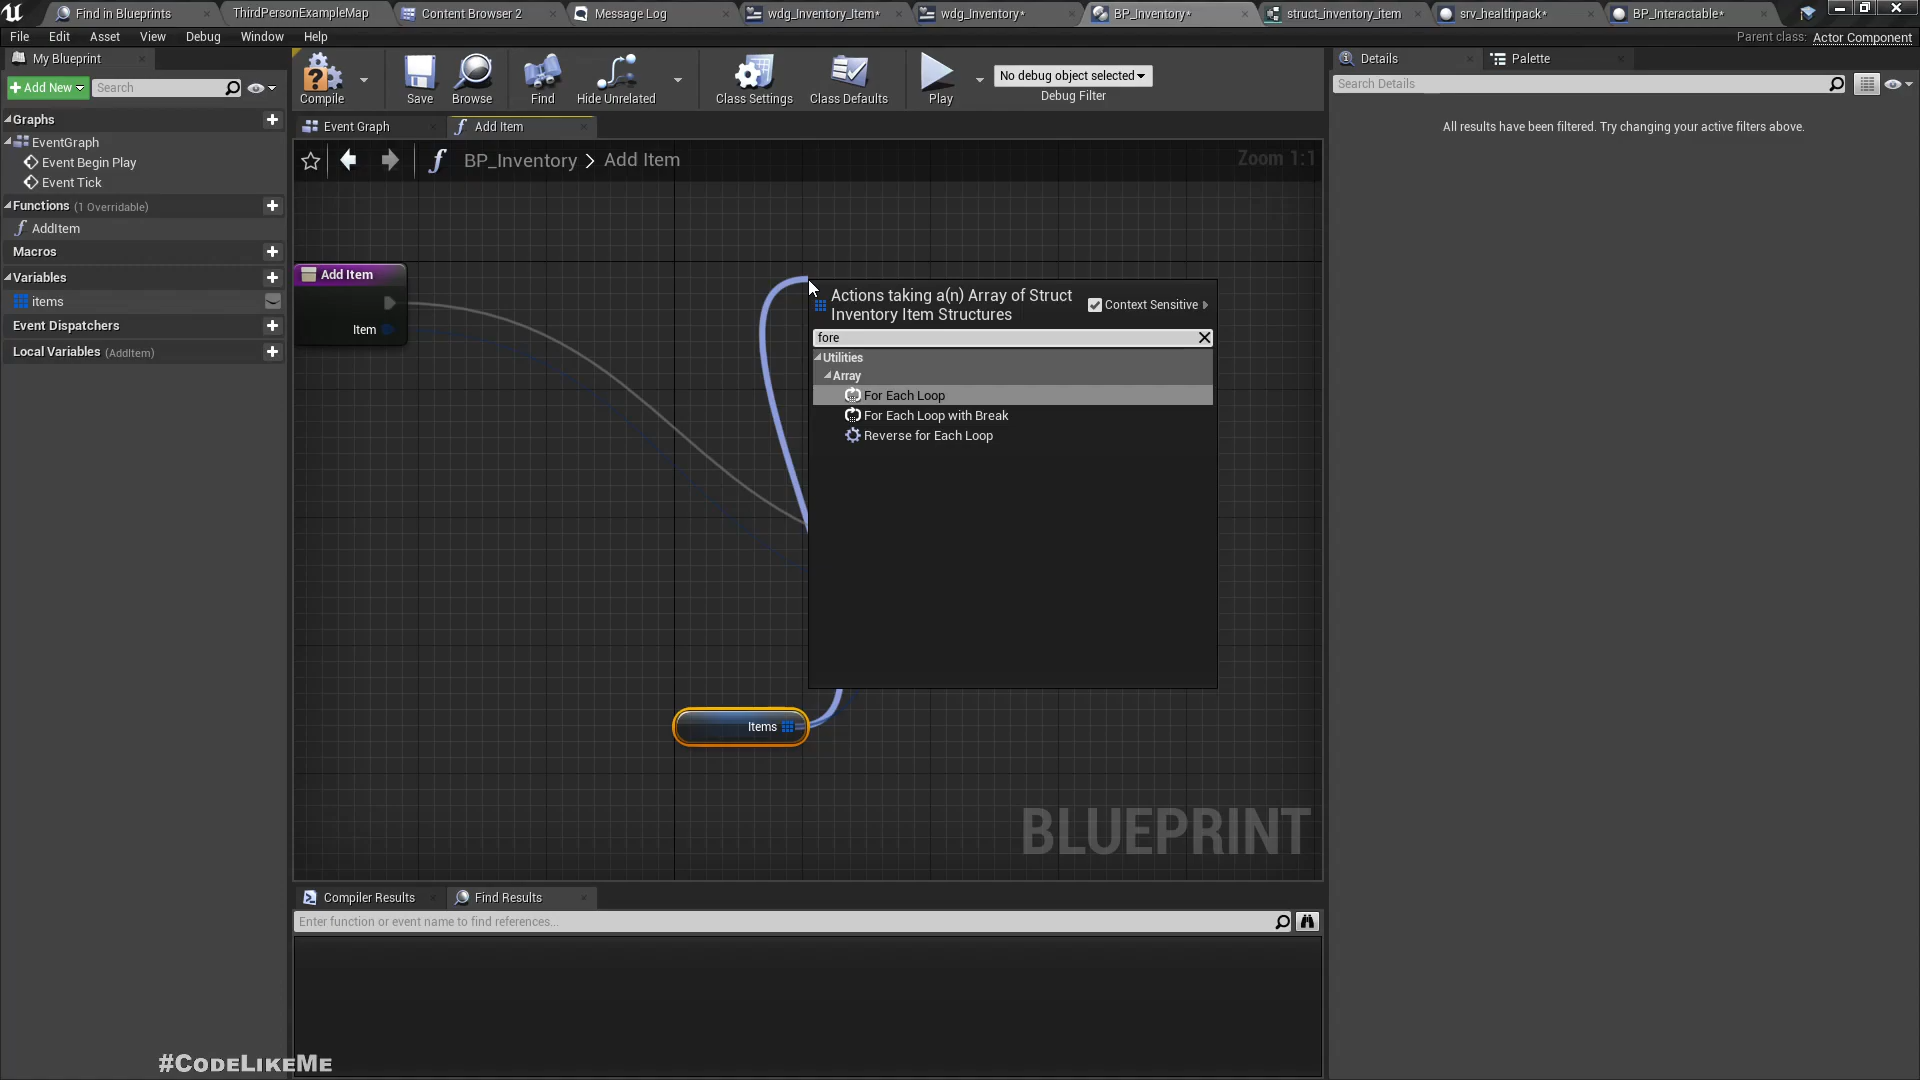 Find in Blueprints
ThirdPersonExampleMap
Content Browser 2
Message Log
wdg_Inventory_Item*
wdg_Inventory*
BP_Inventory*
struct_inventory_item
srv_healthpack*
BP_Interactable*
File Edit Asset View Debug Window Help
Parent class: Actor Component
My Blueprint
Add New
Search
Compile
Save
Browse
Find
Hide Unrelated
Class Settings
Class Defaults
Play
No debug object selected
Debug Filter
Details
Palette
Search Details
All results have been filtered. Try changing your active filters above.
Graphs
EventGraph
Event Begin Play
Event Tick
Functions (1 Overridable)
AddItem
Macros
Variables
items
Event Dispatchers
Local Variables (AddItem)
Event Graph
Add Item
BP_Inventory > Add Item
Zoom 1:1
Add Item
Item
Actions taking a(n) Array of Struct
Inventory Item Structures
Context Sensitive
fore
Utilities
Array
For Each Loop
For Each Loop with Break
Reverse for Each Loop
Items
BLUEPRINT
Compiler Results
Find Results
Enter function or event name to find references...
#CodeLikeMe